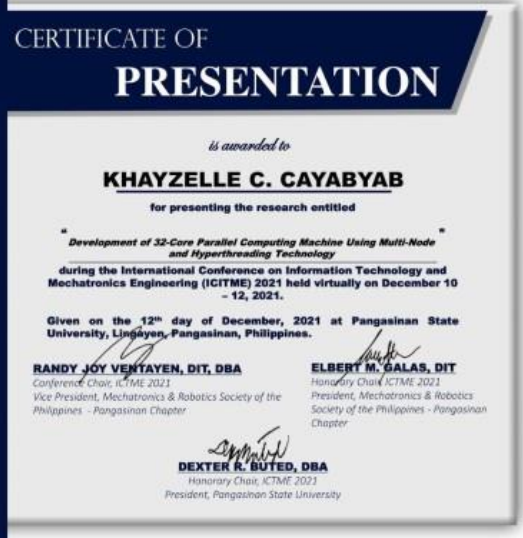 CERTIFICATE OF
PRESENTATION
is awarded to
KHAYZELLE C. CAYABYAB
for presenting the research entitled
"
"
Development of 32-Core Parallel Computing Machine Using Multi-Node
and Hyperthreading Technology
during the International Conference on Information Technology and
Mechatronics Engineering (ICITME) 2021 held virtually on December 10
– 12, 2021.
Given on the 12th day of December, 2021 at Pangasinan State
University, Lingayen, Pangasinan, Philippines.
RANDY JOY VENTAYEN, DIT, DBA
Conference Chair, ICTME 2021
Vice President, Mechatronics & Robotics Society of the
Philippines - Pangasinan Chapter
ELBERT M. GALAS, DIT
Honorary Chair, ICTME 2021
President, Mechatronics & Robotics
Society of the Philippines - Pangasinan
Chapter
DEXTER R. BUTED, DBA
Honorary Chair, ICTME 2021
President, Pangasinan State University